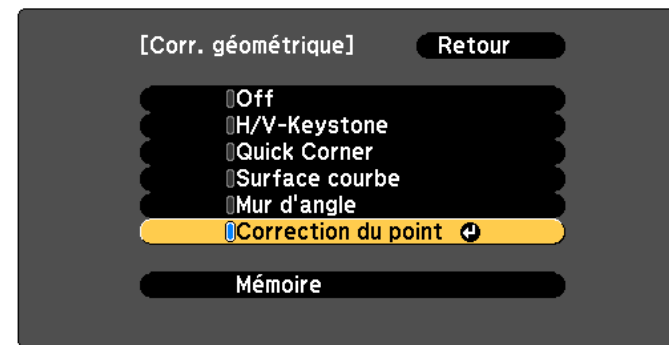 [Corr. géométrique] Retour
Off
H/V-Keystone
Quick Corner
Surface courbe
Mur d'angle
Correction du point
Mémoire